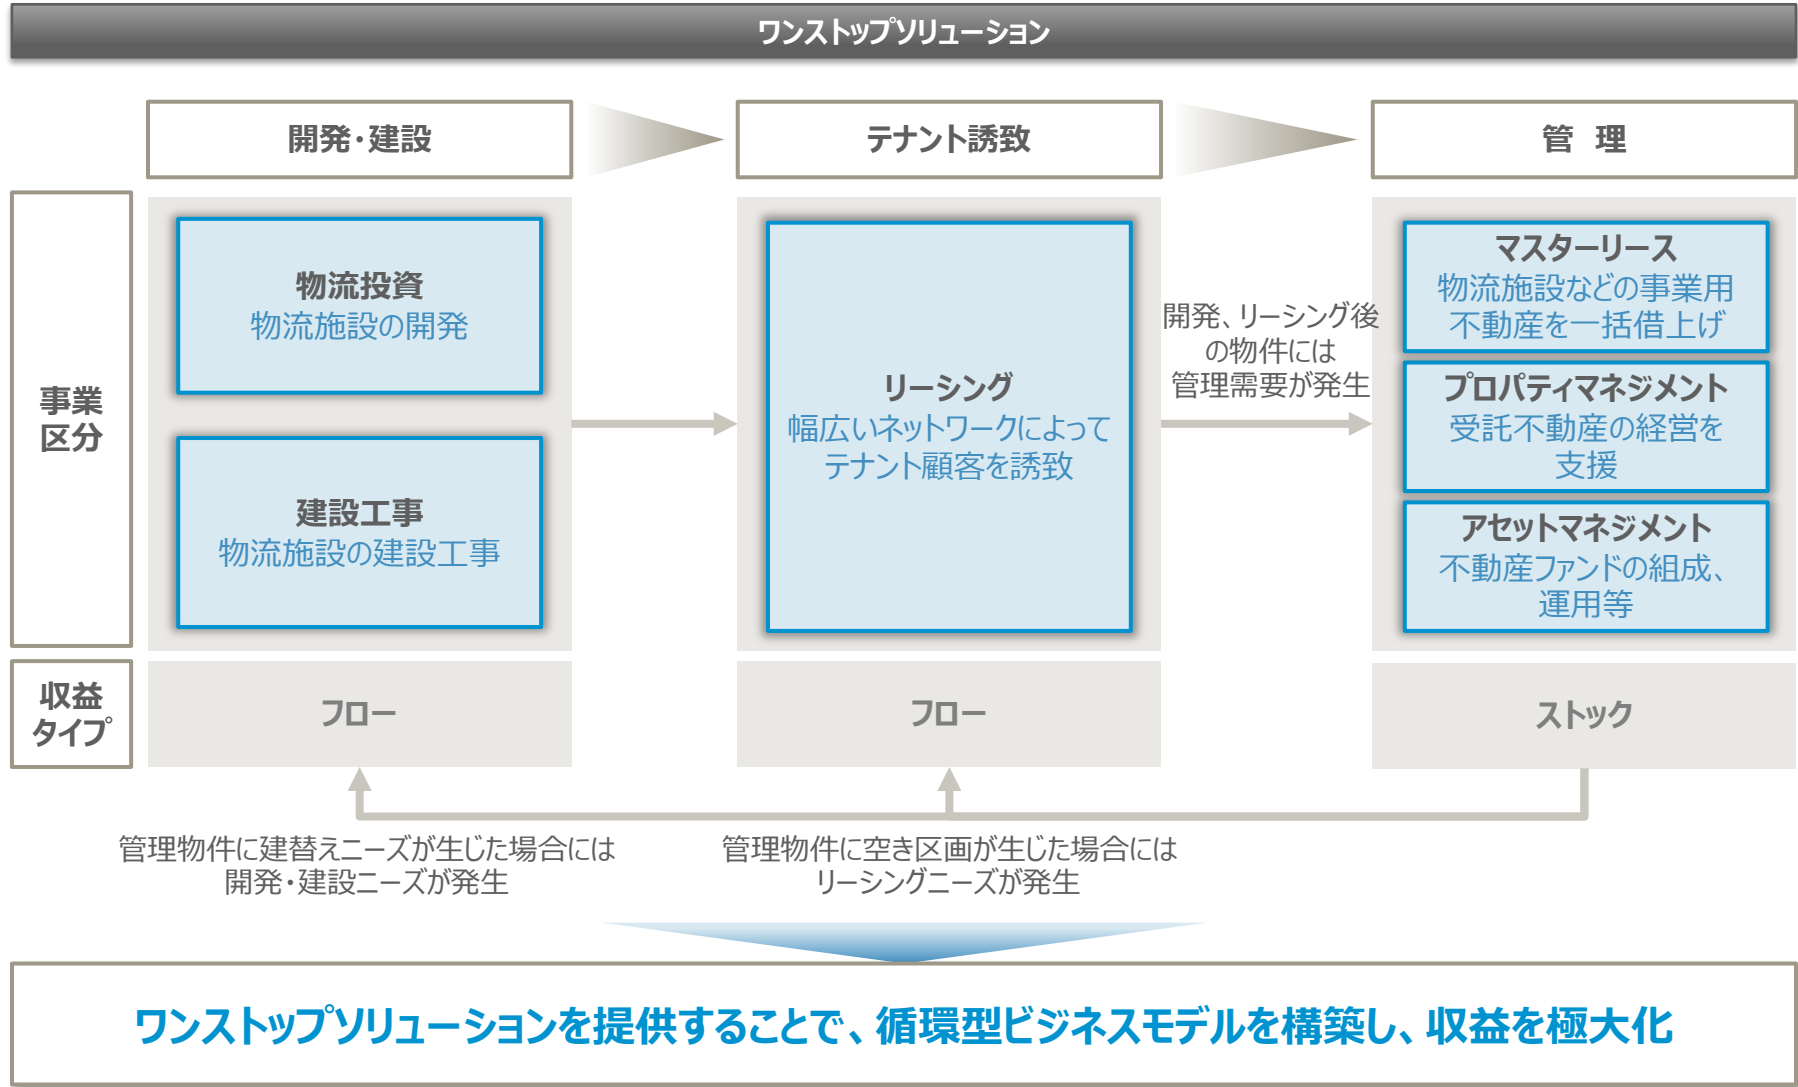 ワンストップソリューション
開発・建設
テナント誘致
管 理
事業
区分
物流投資
物流施設の開発
建設工事
物流施設の建設工事
リーシング
幅広いネットワークによって
テナント顧客を誘致
開発、リーシング後
の物件には
管理需要が発生
マスターリース
物流施設などの事業用
不動産を一括借上げ
プロパティマネジメント
受託不動産の経営を
支援
アセットマネジメント
不動産ファンドの組成、
運用等
収益
タイプ
フロー
フロー
ストック
管理物件に建替えニーズが生じた場合には
開発・建設ニーズが発生
管理物件に空き区画が生じた場合には
リーシングニーズが発生
ワンストップソリューションを提供することで、循環型ビジネスモデルを構築し、収益を極大化